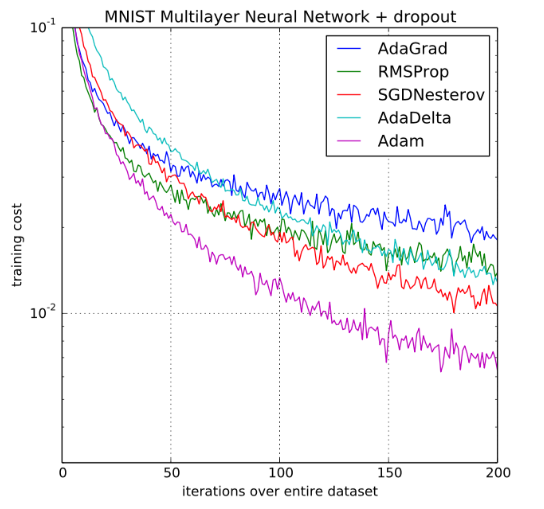 MNIST Multilayer Neural Network + dropout
10⁻¹
AdaGrad
RMSProp
SGDNesterov
AdaDelta
Adam
training cost
10⁻²
0 50 100 150 200
iterations over entire dataset